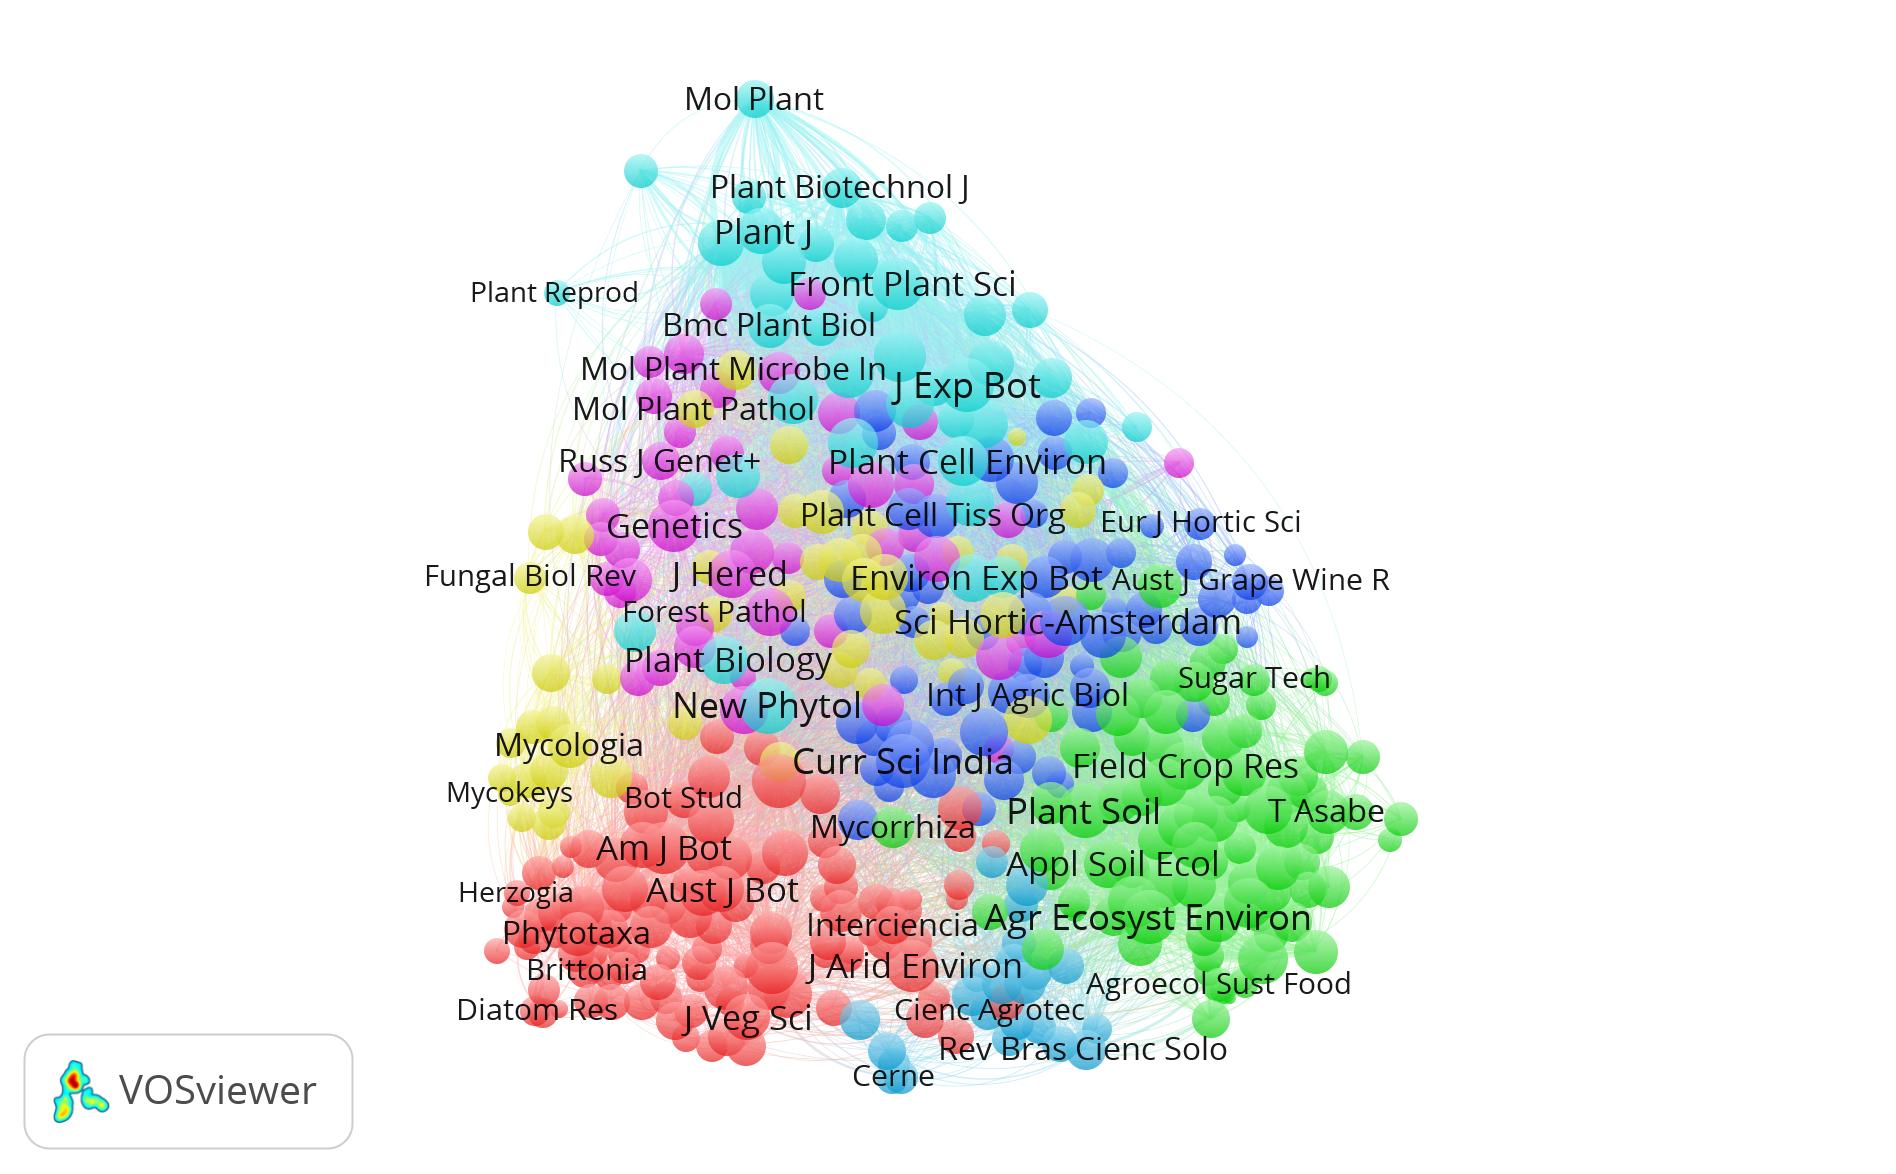 Mol Plant
Plant Biotechnol J
Plant J
Front Plant Sci
Plant Reprod
Bmc Plant Biol
Mol Plant Microbe In
J Exp Bot
Mol Plant Pathol
Russ J Genet+
Plant Cell Environ
Plant Cell Tiss Org
Eur J Hortic Sci
Genetics
Fungal Biol Rev
J Hered
Environ Exp Bot
Aust J Grape Wine R
Forest Pathol
Sci Hortic-Amsterdam
Plant Biology
Sugar Tech
Int J Agric Biol
New Phytol
Mycologia
Curr Sci India
Field Crop Res
Mycokeys
Bot Stud
Plant Soil
T Asabe
Mycorrhiza
Am J Bot
Appl Soil Ecol
Herzogia
Aust J Bot
Interciencia
Agr Ecosyst Environ
Phytotaxa
Brittonia
J Arid Environ
Agroecol Sust Food
Diatom Res
J Veg Sci
Cienc Agrotec
Rev Bras Cienc Solo
Cerne
VOSviewer